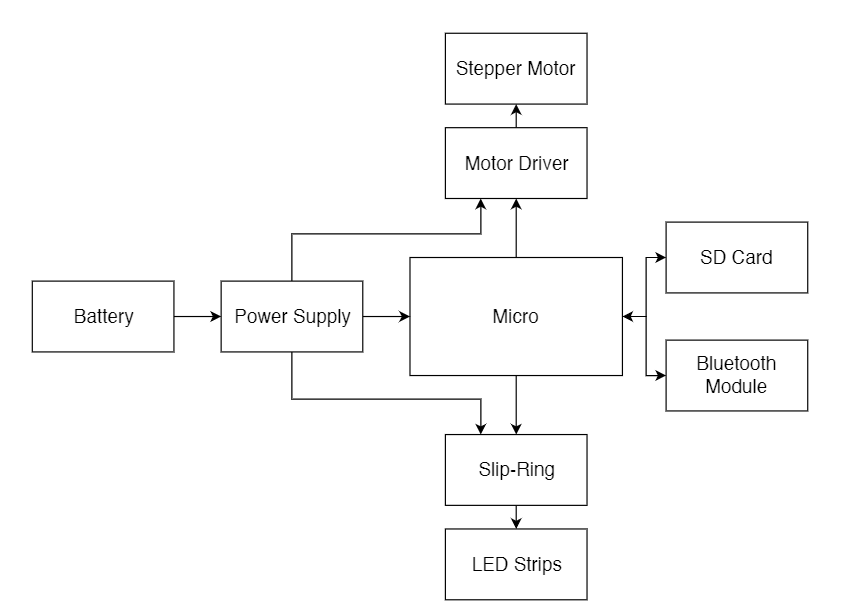 Stepper Motor
Motor Driver
SD Card
Battery
Power Supply
Micro
Bluetooth
Module
Slip-Ring
LED Strips